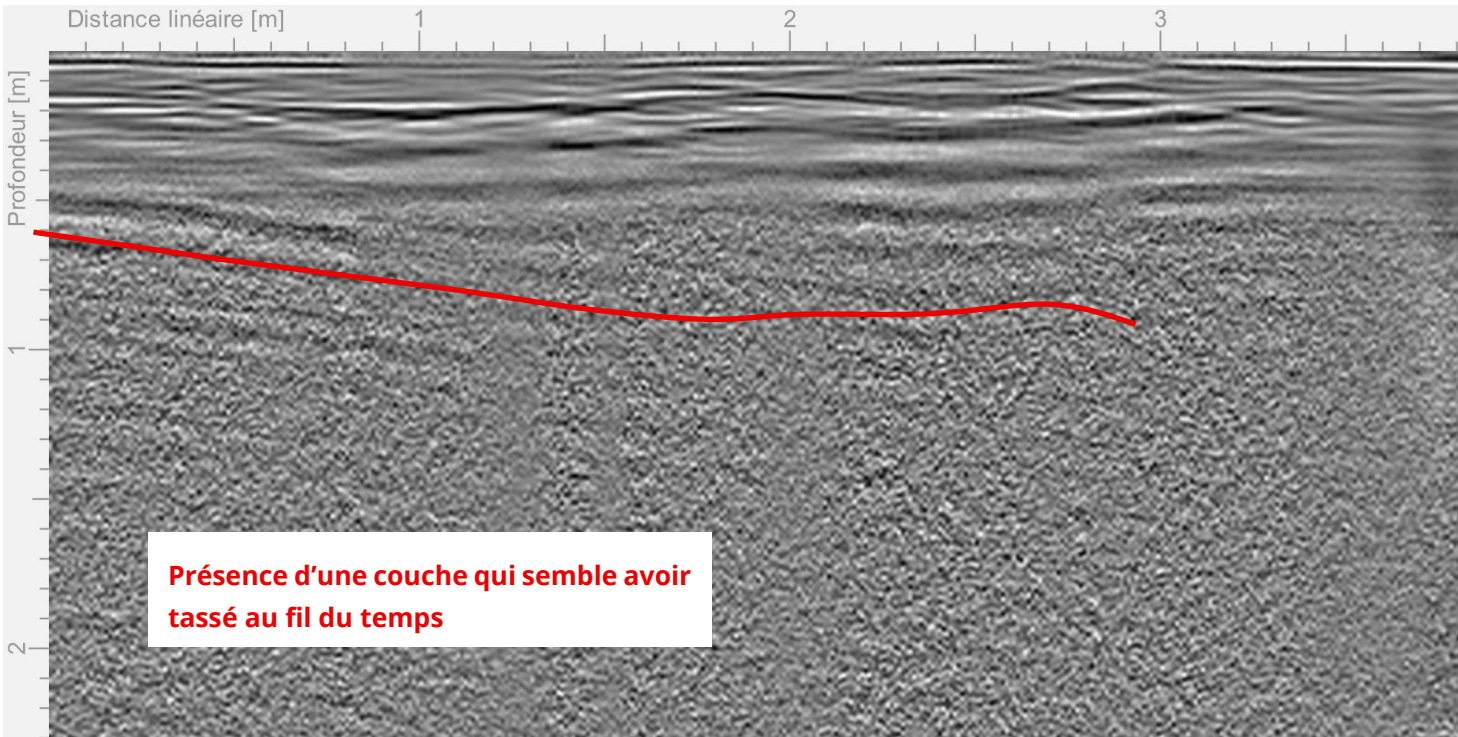 Distance linéaire [m]
1
2
3
Profondeur [m]
1
2
Présence d’une couche qui semble avoir
tassé au fil du temps